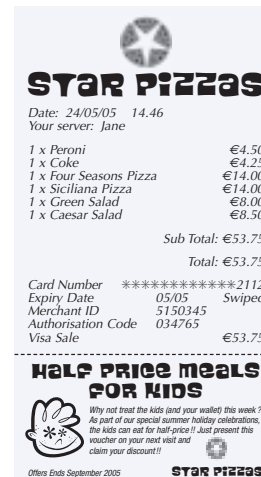 STAR PIZZAS
Date: 24/05/05 14.46
Your server: Jane
1 x Peroni €4.50
1 x Coke €4.25
1 x Four Seasons Pizza €14.00
1 x Siciliana Pizza €14.00
1 x Green Salad €8.00
1 x Caesar Salad €8.50
Sub Total: €53.75
Total: €53.75
Card Number ************2112
Expiry Date 05/05 Swiped
Merchant ID 5150345
Authorisation Code 034765
Visa Sale €53.75
HALF PRICE MEALS
FOR KIDS
Why not treat the kids (and your wallet) this week ?
As part of our special summer holiday celebrations,
the kids can eat for half-price !! Just present this
voucher on your next visit and
claim your discount!!
Offers Ends September 2005 STAR PIZZAS